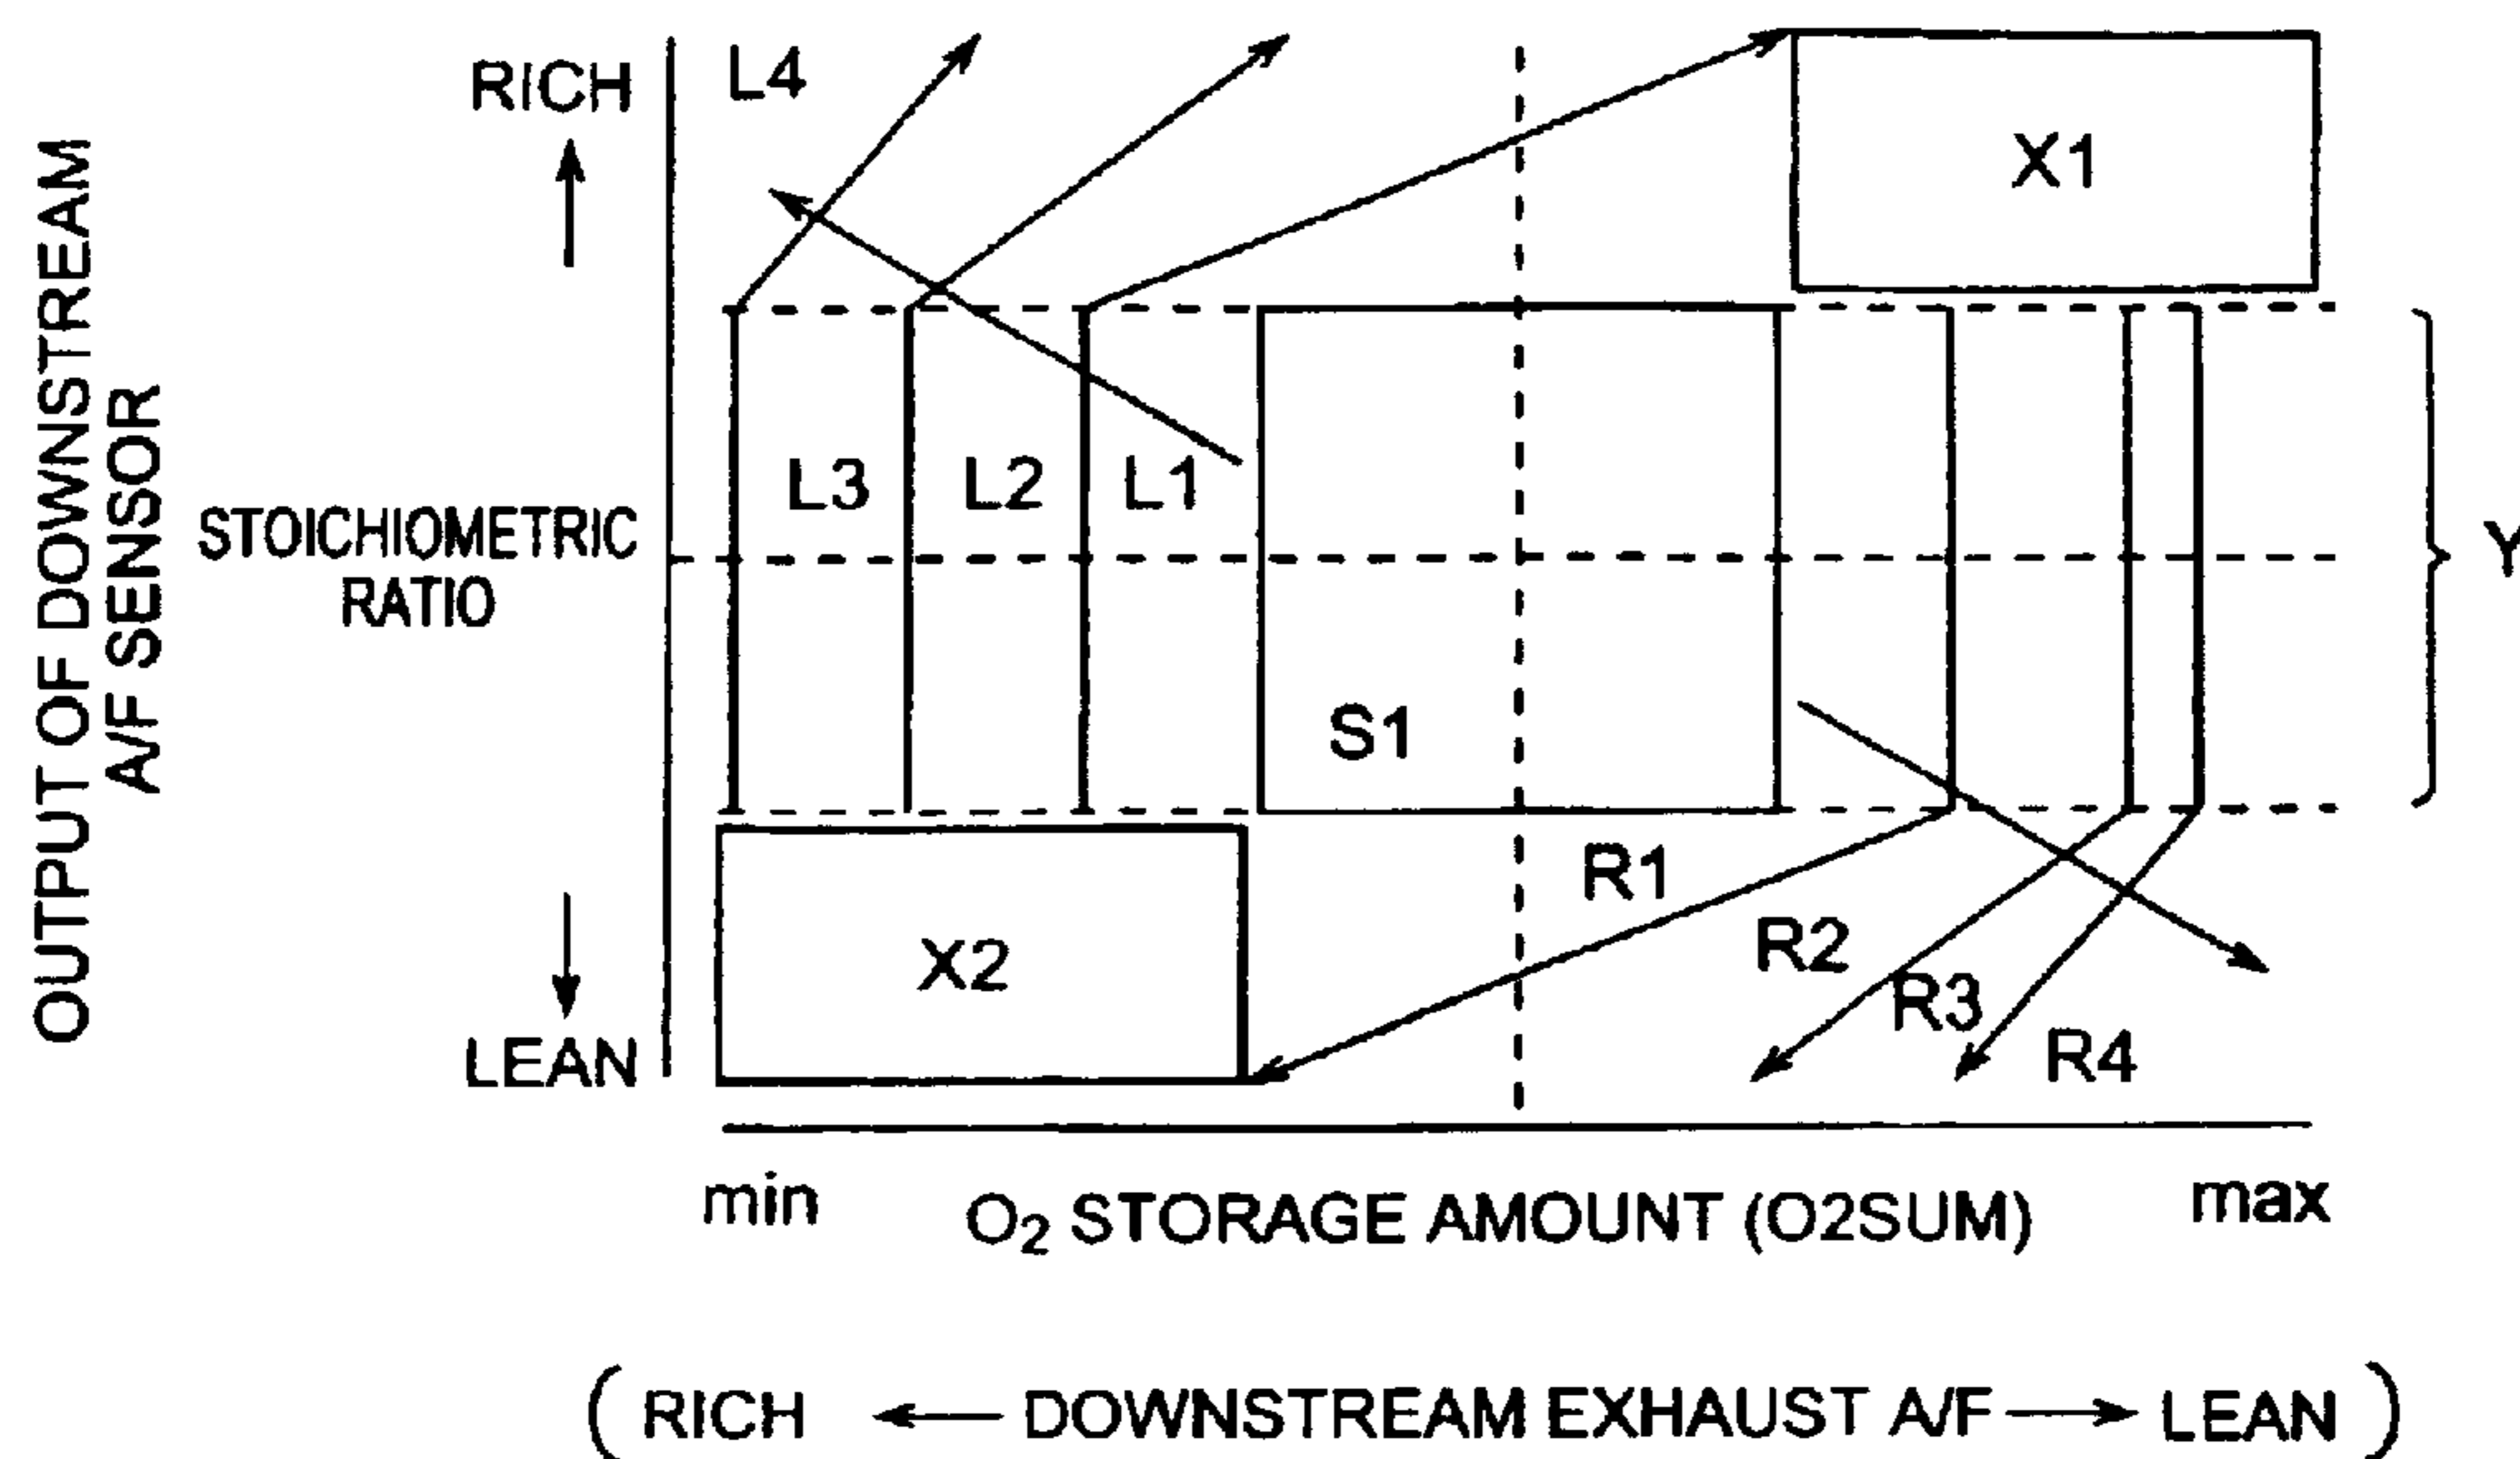 OUTPUT OF DOWNSTREAM
A/F SENSOR
RICH
STOICHIOMETRIC
RATIO
LEAN
L4
X1
L3
L2
L1
Y
S1
R1
R2
R3
R4
X2
min
O₂ STORAGE AMOUNT (O2SUM)
max
( RICH ← DOWNSTREAM EXHAUST A/F → LEAN )